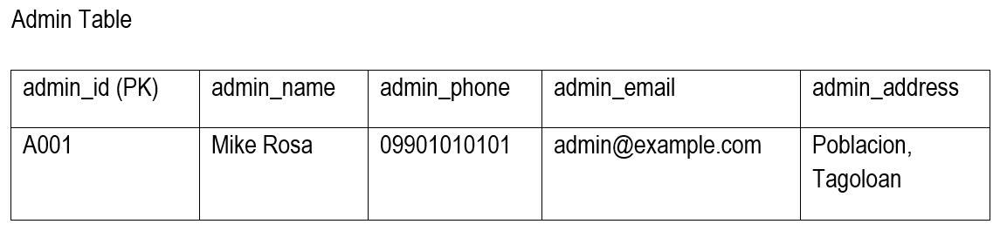 Admin Table
admin_id (PK) admin_name admin_phone admin_email admin_address
A001 Mike Rosa 09901010101 admin@example.com Poblacion,
Tagoloan